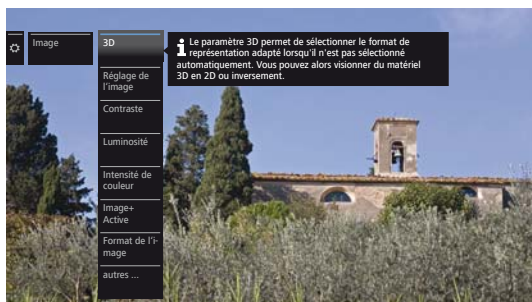 Image
3D
Le paramètre 3D permet de sélectionner le format de
représentation adapté lorsqu'il n'est pas sélectionné
automatiquement. Vous pouvez alors visionner du matériel
3D en 2D ou inversement.
Réglage de
l'image
Contraste
Luminosité
Intensité de
couleur
Image+
Active
Format de l'i-
mage
autres ...